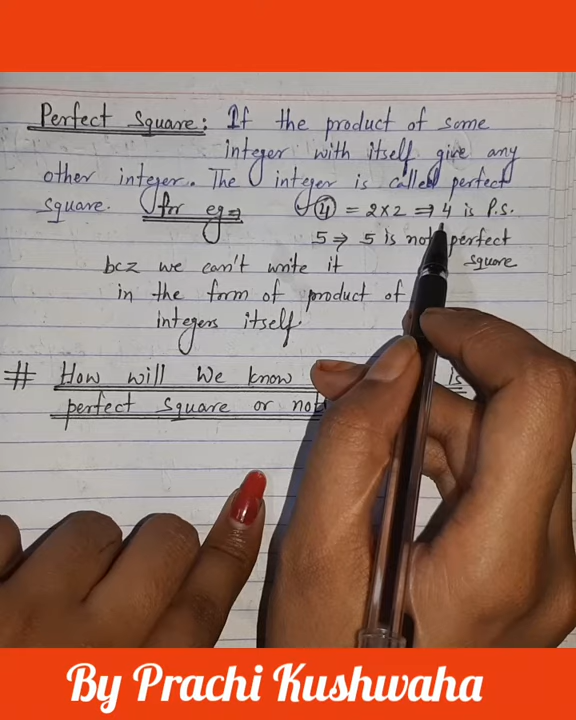 Perfect Square: If the product of some
integer with itself give any
other integer. The integer is called perfect
square. for eg⇒ 4 = 2×2 ⇒ 4 is P.S.
5 ⇒ 5 is not perfect
square
bcz we can't write it
in the form of product of
integers itself.
# How will we know is
perfect square or not
By Prachi Kushwaha